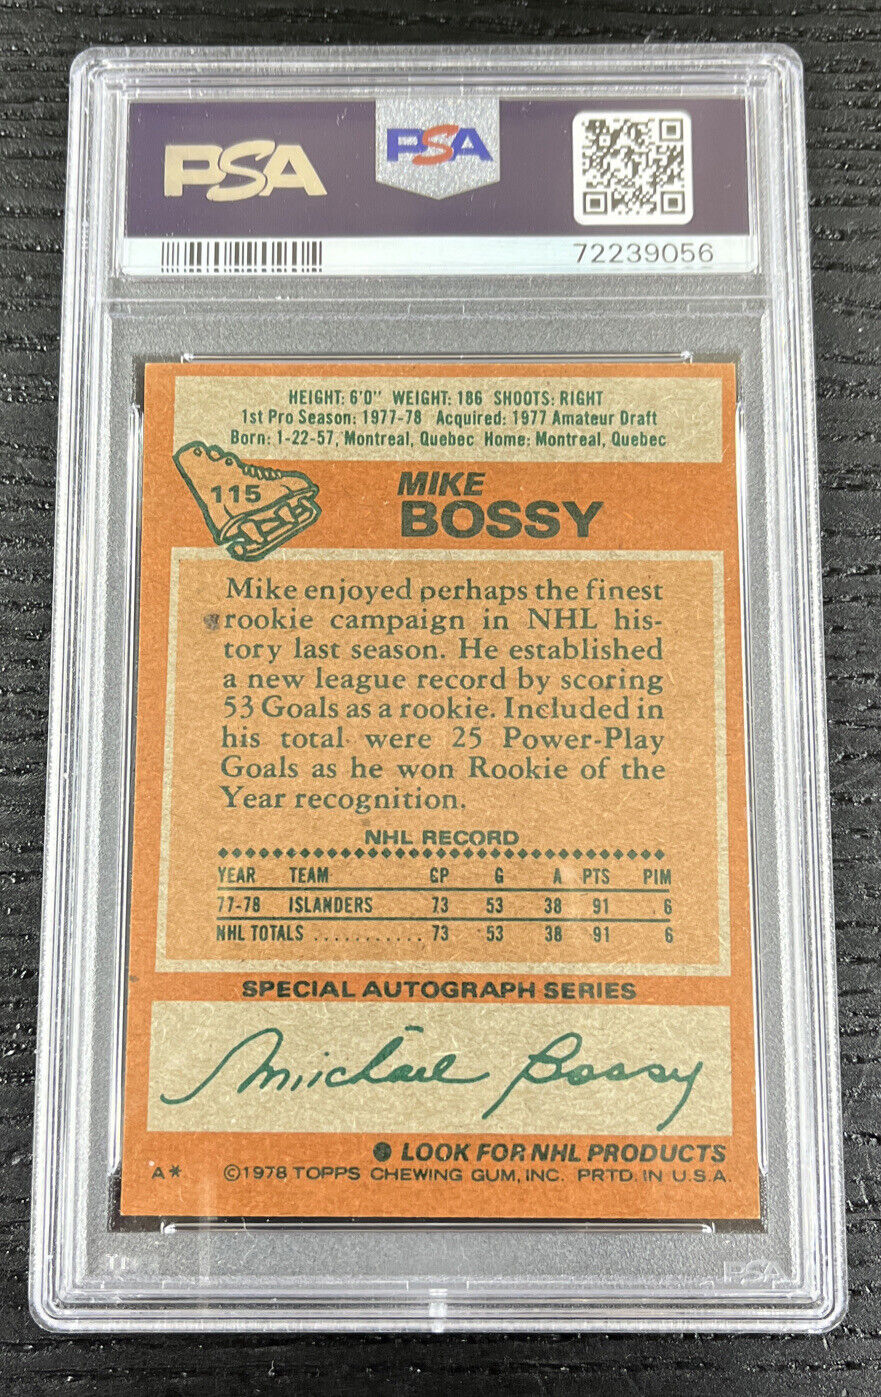 PSA
PSA
72239056
HEIGHT: 6'0" WEIGHT: 186 SHOOTS: RIGHT
1st Pro Season: 1977-78 Acquired: 1977 Amateur Draft
Born: 1-22-57, Montreal, Quebec Home: Montreal, Quebec
115
MIKE
BOSSY
Mike enjoyed perhaps the finest
rookie campaign in NHL his-
tory last season. He established
a new league record by scoring
53 Goals as a rookie. Included in
his total were 25 Power-Play
Goals as he won Rookie of the
Year recognition.
NHL RECORD
YEAR TEAM GP G A PTS PIM
77-78 ISLANDERS 73 53 38 91 6
NHL TOTALS ........... 73 53 38 91 6
SPECIAL AUTOGRAPH SERIES
Michael Bossy
LOOK FOR NHL PRODUCTS
A* ©1978 TOPPS CHEWING GUM, INC. PRTD. IN U.S.A.
PSA